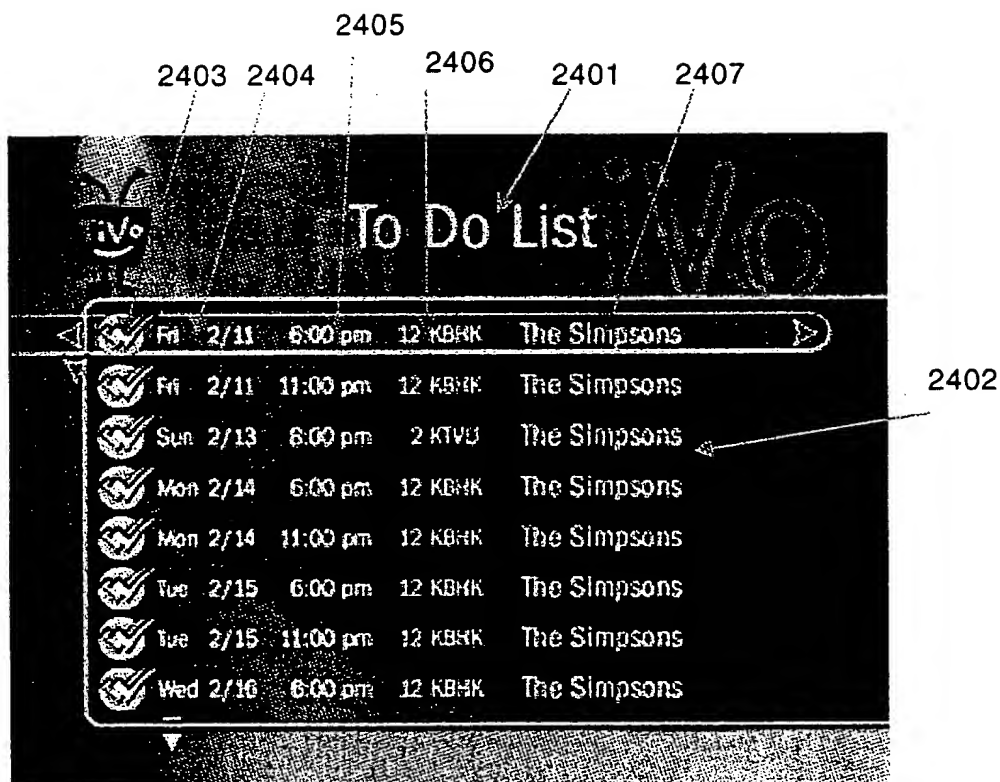 2405
2403 2404 2406 2401 2407
iVo
To Do List
iVo
Fri 2/11 6:00 pm 12 KBHK The Simpsons
Fri 2/11 11:00 pm 12 KBHK The Simpsons
2402
Sun 2/13 8:00 pm 2 KTVU The Simpsons
Mon 2/14 6:00 pm 12 KBHK The Simpsons
Mon 2/14 11:00 pm 12 KBHK The Simpsons
Tue 2/15 6:00 pm 12 KBHK The Simpsons
Tue 2/15 11:00 pm 12 KBHK The Simpsons
Wed 2/16 6:00 pm 12 KBHK The Simpsons